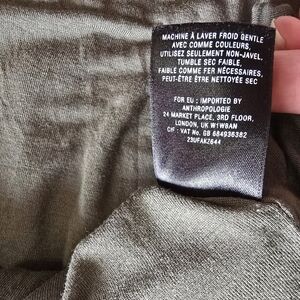 MACHINE À LAVER FROID GENTLE
AVEC COMME COULEURS,
UTILISEZ SEULEMENT NON-JAVEL,
TUMBLE SEC FAIBLE,
FAIBLE COMME FER NÉCESSAIRES,
PEUT-ÊTRE ÊTRE NETTOYÉE SEC
FOR EU : IMPORTED BY
ANTHROPOLOGIE
24 MARKET PLACE, 3RD FLOOR,
LONDON, UK W1W8AN
CIF : VAT No. GB 684936382
23UFAKZ644